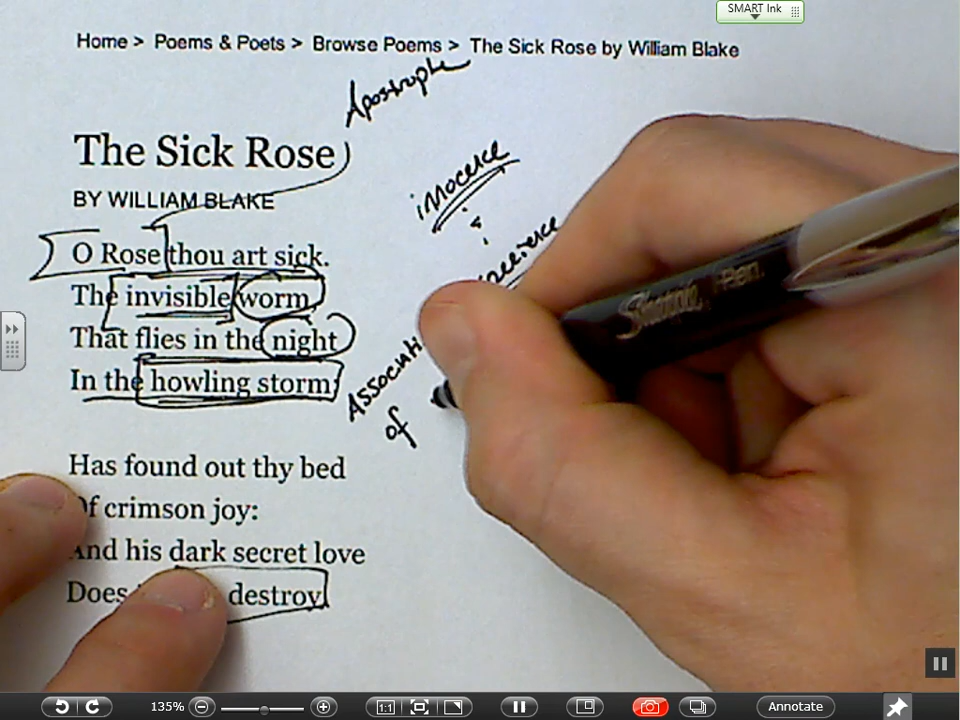 SMART Ink
Home > Poems & Poets > Browse Poems > The Sick Rose by William Blake
Apostrophe
The Sick Rose
BY WILLIAM BLAKE
innocence
&
O Rose thou art sick.
The invisible worm,
That flies in the night
In the howling storm:
of
Has found out thy bed
Of crimson joy:
And his dark secret love
Does destroy.
Sharpie Pen.
135%
1:1
Annotate